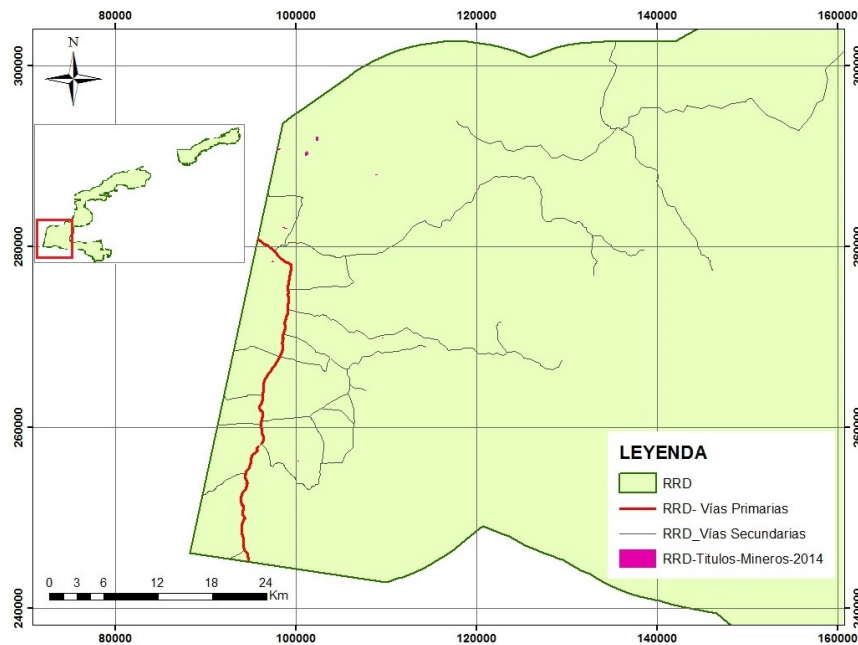 80000 100000 120000 140000 160000
300000 300000
N
280000 280000
260000 260000
LEYENDA
RRD
RRD- Vías Primarias
RRD_Vías Secundarias
RRD-Titulos-Mineros-2014
0 3 6 12 18 24
Km
240000 240000
80000 100000 120000 140000 160000